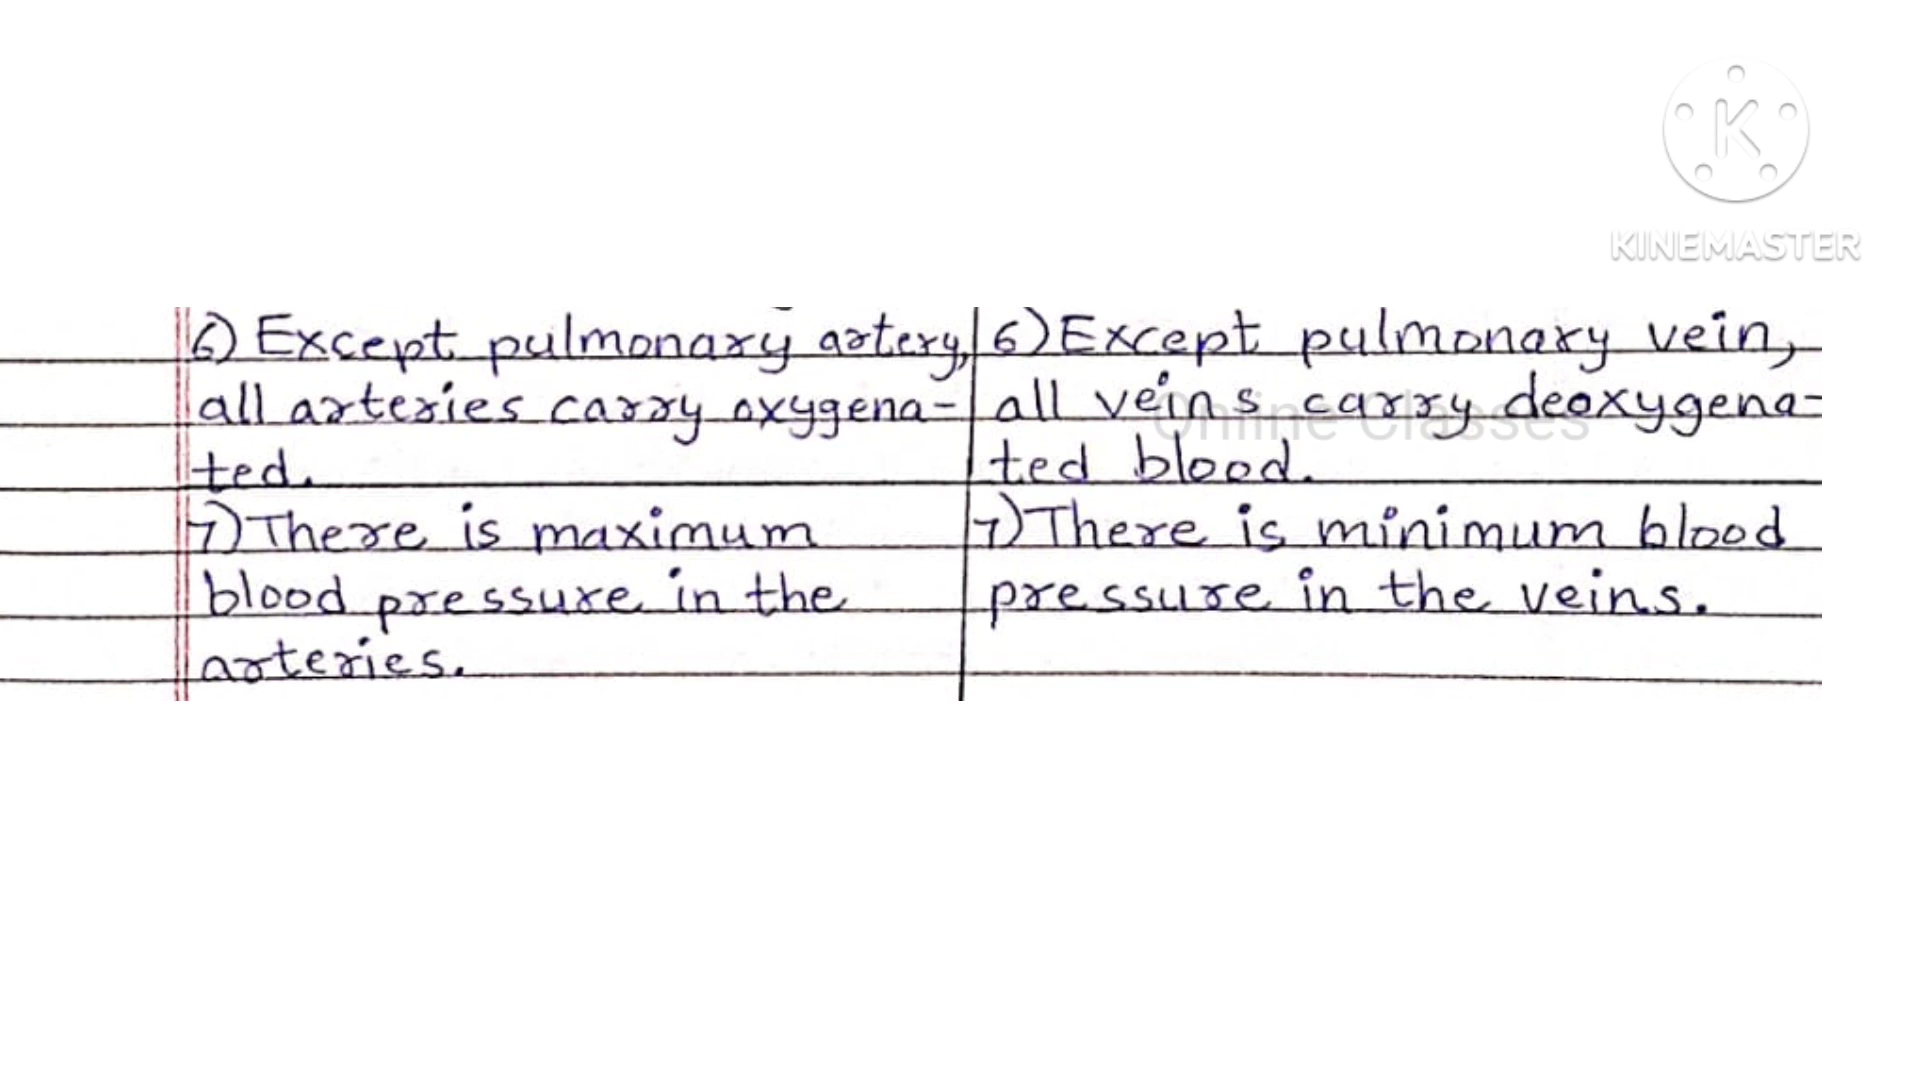 KINEMASTER
6) Except pulmonary artery,
all arteries carry oxygena-
ted.
7) There is maximum
blood pressure in the
arteries.
6) Except pulmonary vein,
all veins carry deoxygena-
ted blood.
7) There is minimum blood
pressure in the veins.
Online Classes